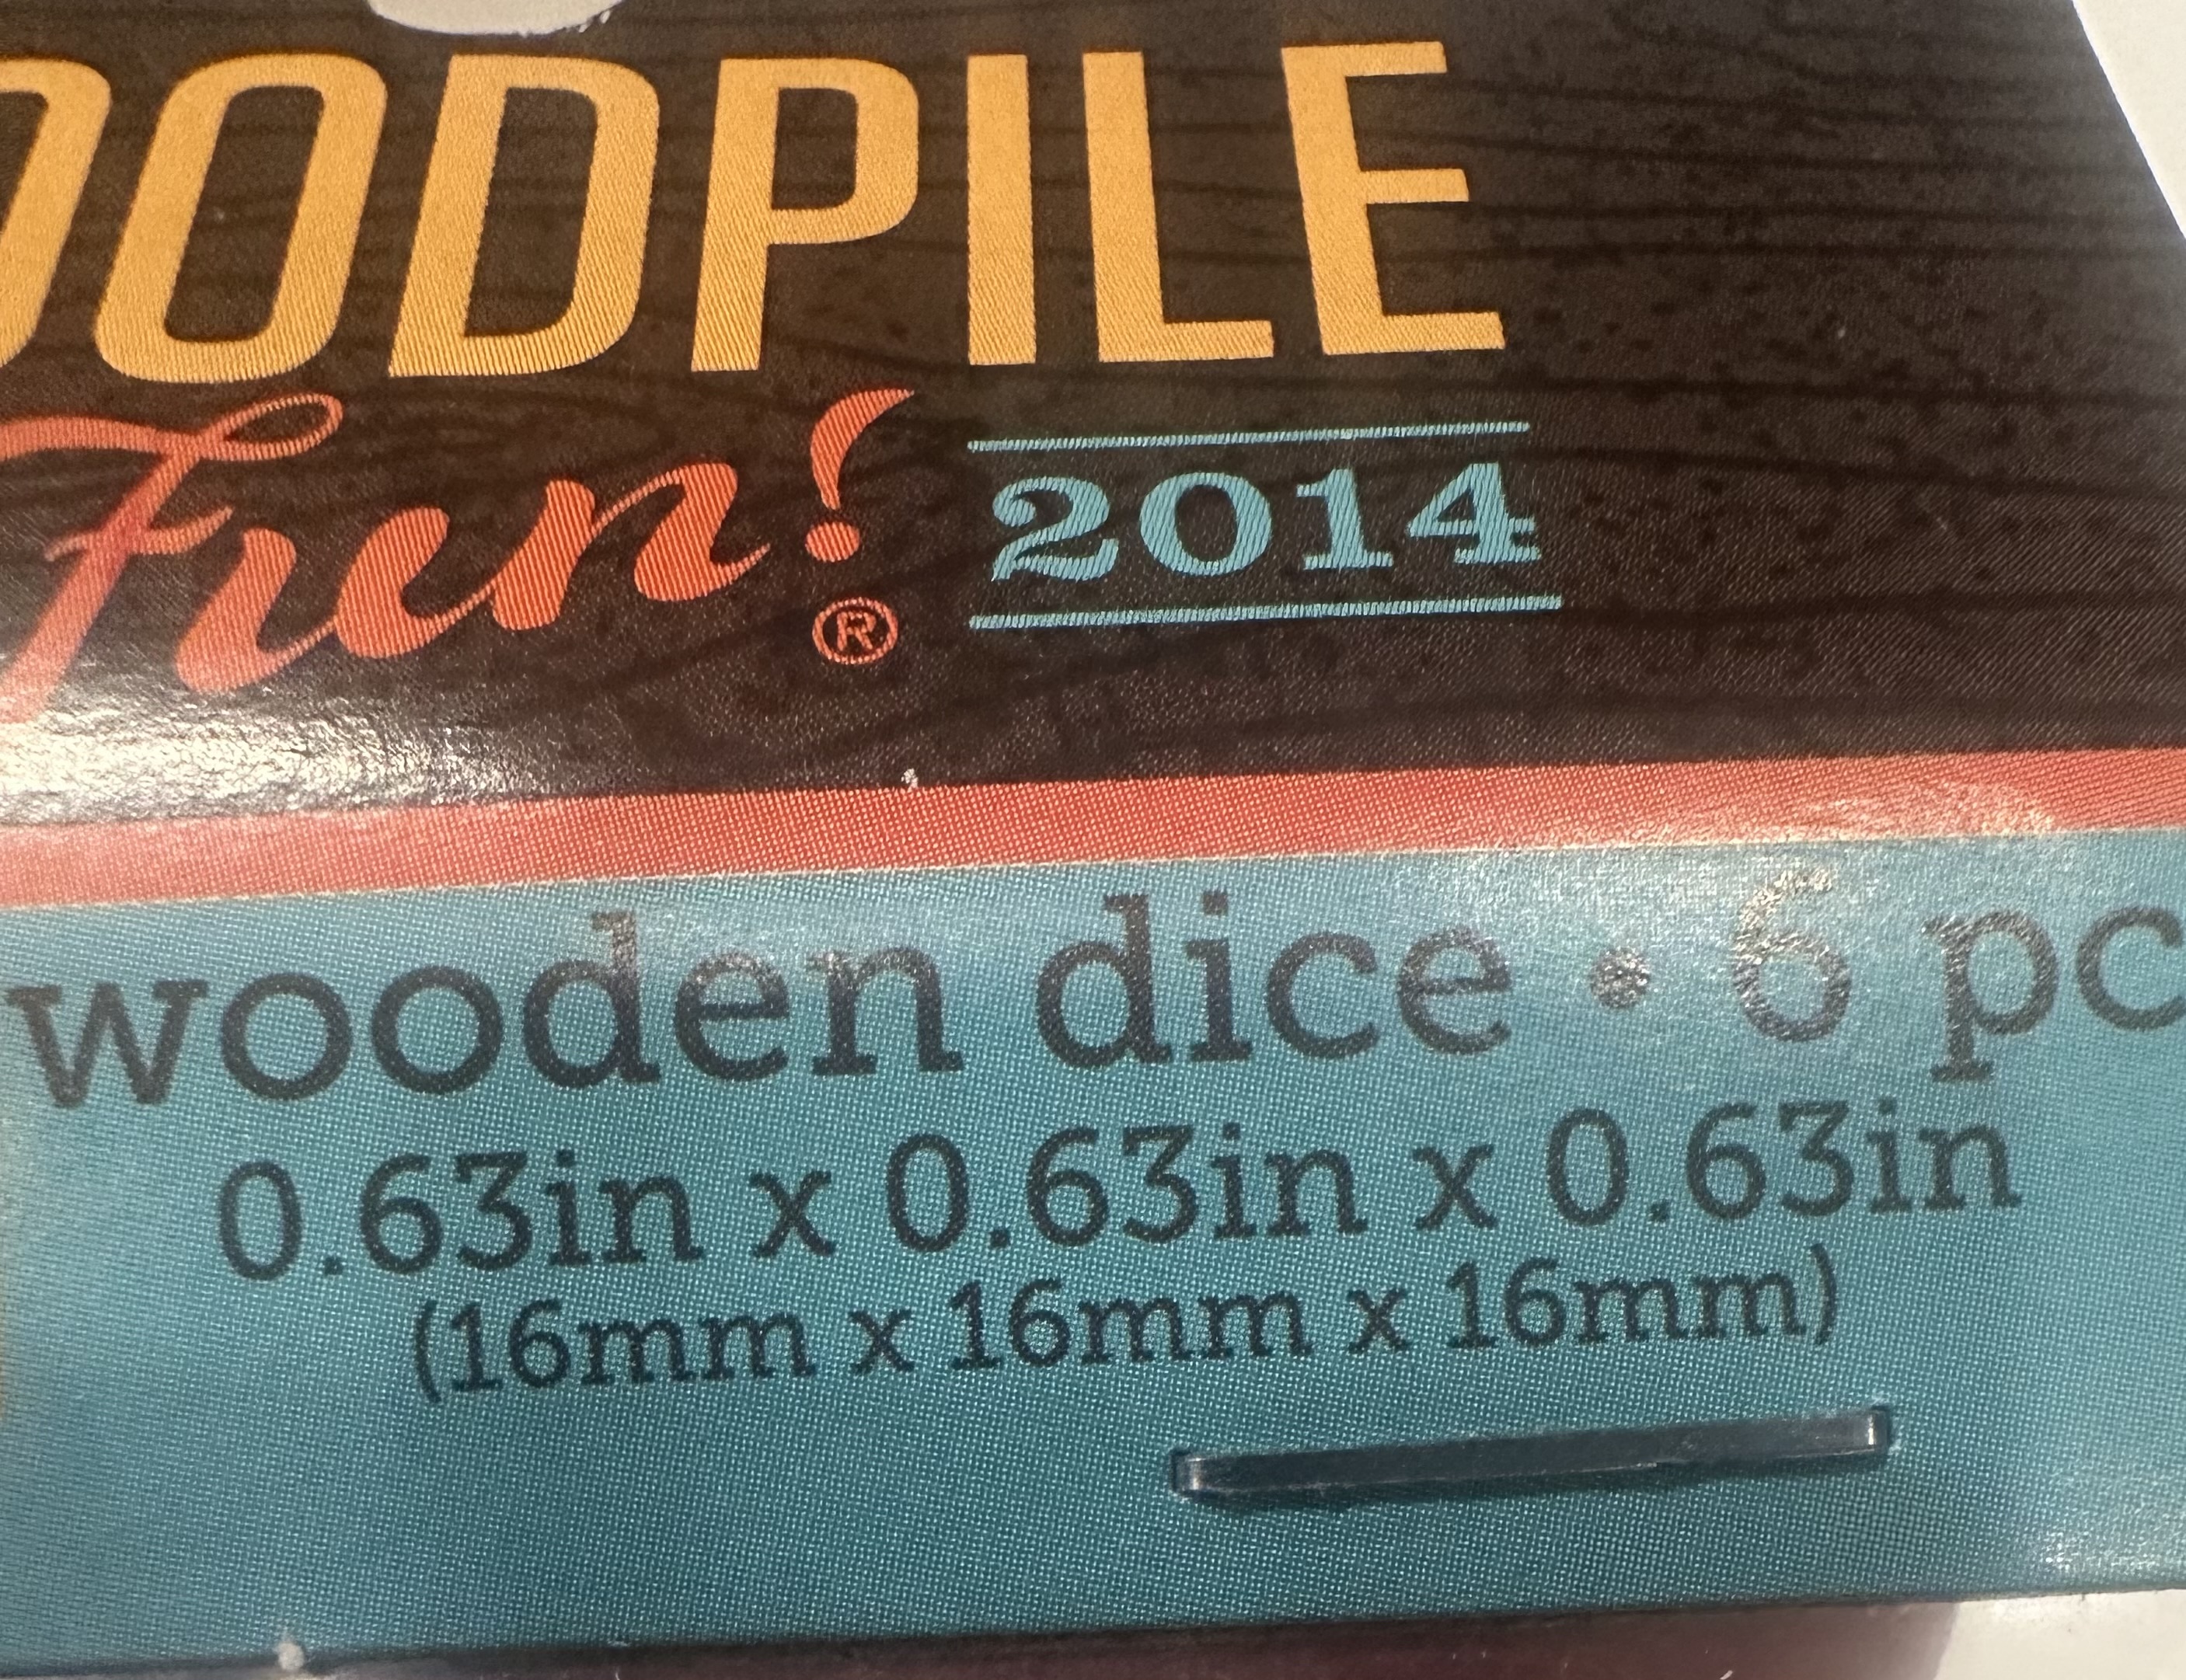 OODPILE
Fun!®
2014
wooden dice • 6 pc
0.63in x 0.63in x 0.63in
(16mm x 16mm x 16mm)